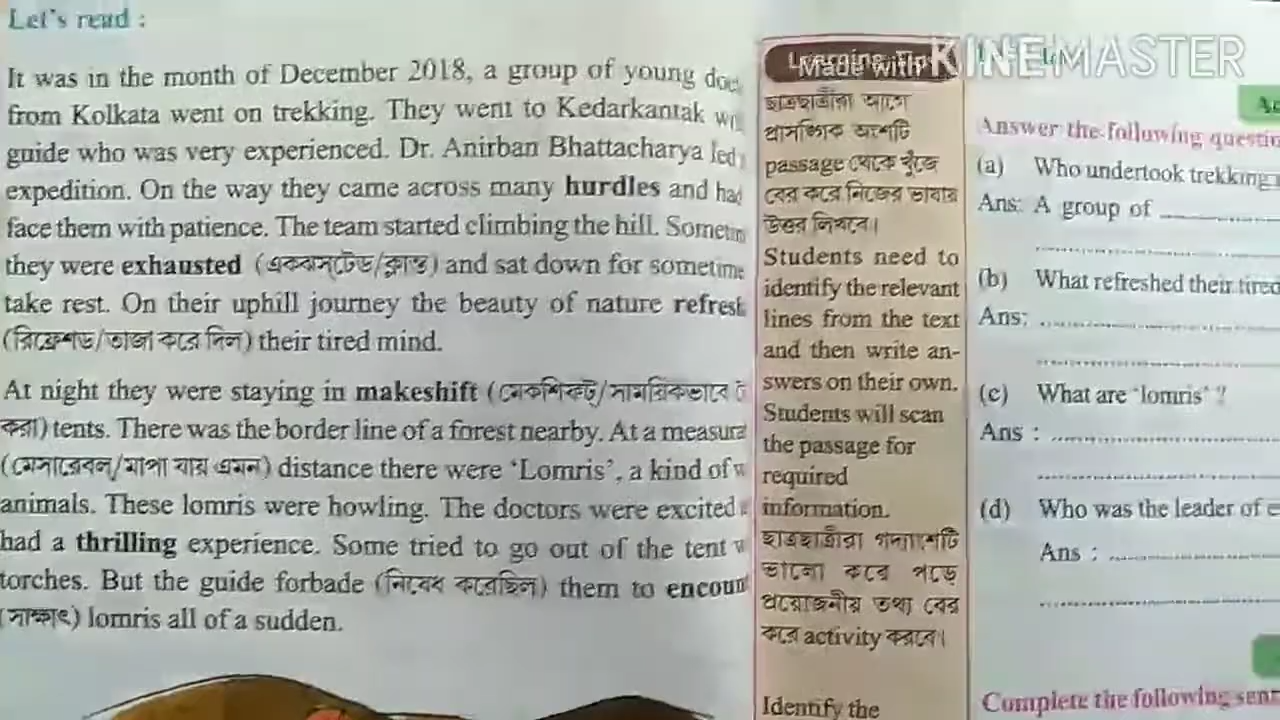 Let's read :
It was in the month of December 2018, a group of young
from Kolkata went on trekking. They went to Kedarkantak
guide who was very experienced. Dr. Anirban Bhattacharya led
expedition. On the way they came across many hurdles and had
face them with patience. The team started climbing the hill.
they were exhausted (একঝসটেড/ক্লান্ত) and sat down for sometime
take rest. On their uphill journey the beauty of nature refresh
(রিফ্রেশড/তাজা করে দিল) their tired mind.
At night they were staying in makeshift (মেকশিফট/সাময়িকভাবে
করা) tents. There was the border line of a forest nearby. At a measura
(মেসারেবল/মাপা যায় এমন) distance there were 'Lomris', a kind of
animals. These lomris were howling. The doctors were excited
had a thrilling experience. Some tried to go out of the tent
torches. But the guide forbade (নিষেধ করেছিল) them to encoun
(সাক্ষাৎ) lomris all of a sudden.
Made with KINEMASTER
ছাত্রছাত্রীরা আগে
প্রাসঙ্গিক অংশটি
passage থেকে খুঁজে
বের করে নিজের ভাষায়
উত্তর লিখবে।
Students need to
identify the relevant
lines from the text
and then write an-
swers on their own.
Students will scan
the passage for
required
information.
ছাত্রছাত্রীরা গদ্যাংশটি
ভালো করে পড়ে
প্রয়োজনীয় তথ্য বের
করে activity করবে।
Identify the
Answer the following questio
(a) Who undertook trekking
Ans: A group of
(b) What refreshed their tired
Ans:
(c) What are 'lomris' ?
Ans :
(d) Who was the leader of
Ans :
Complete the following sent